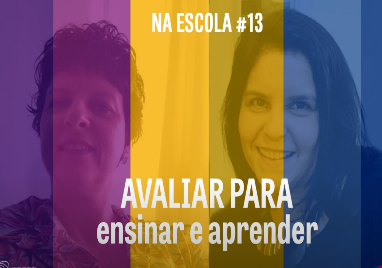 NA ESCOLA #13
AVALIAR PARA
ensinar e aprender